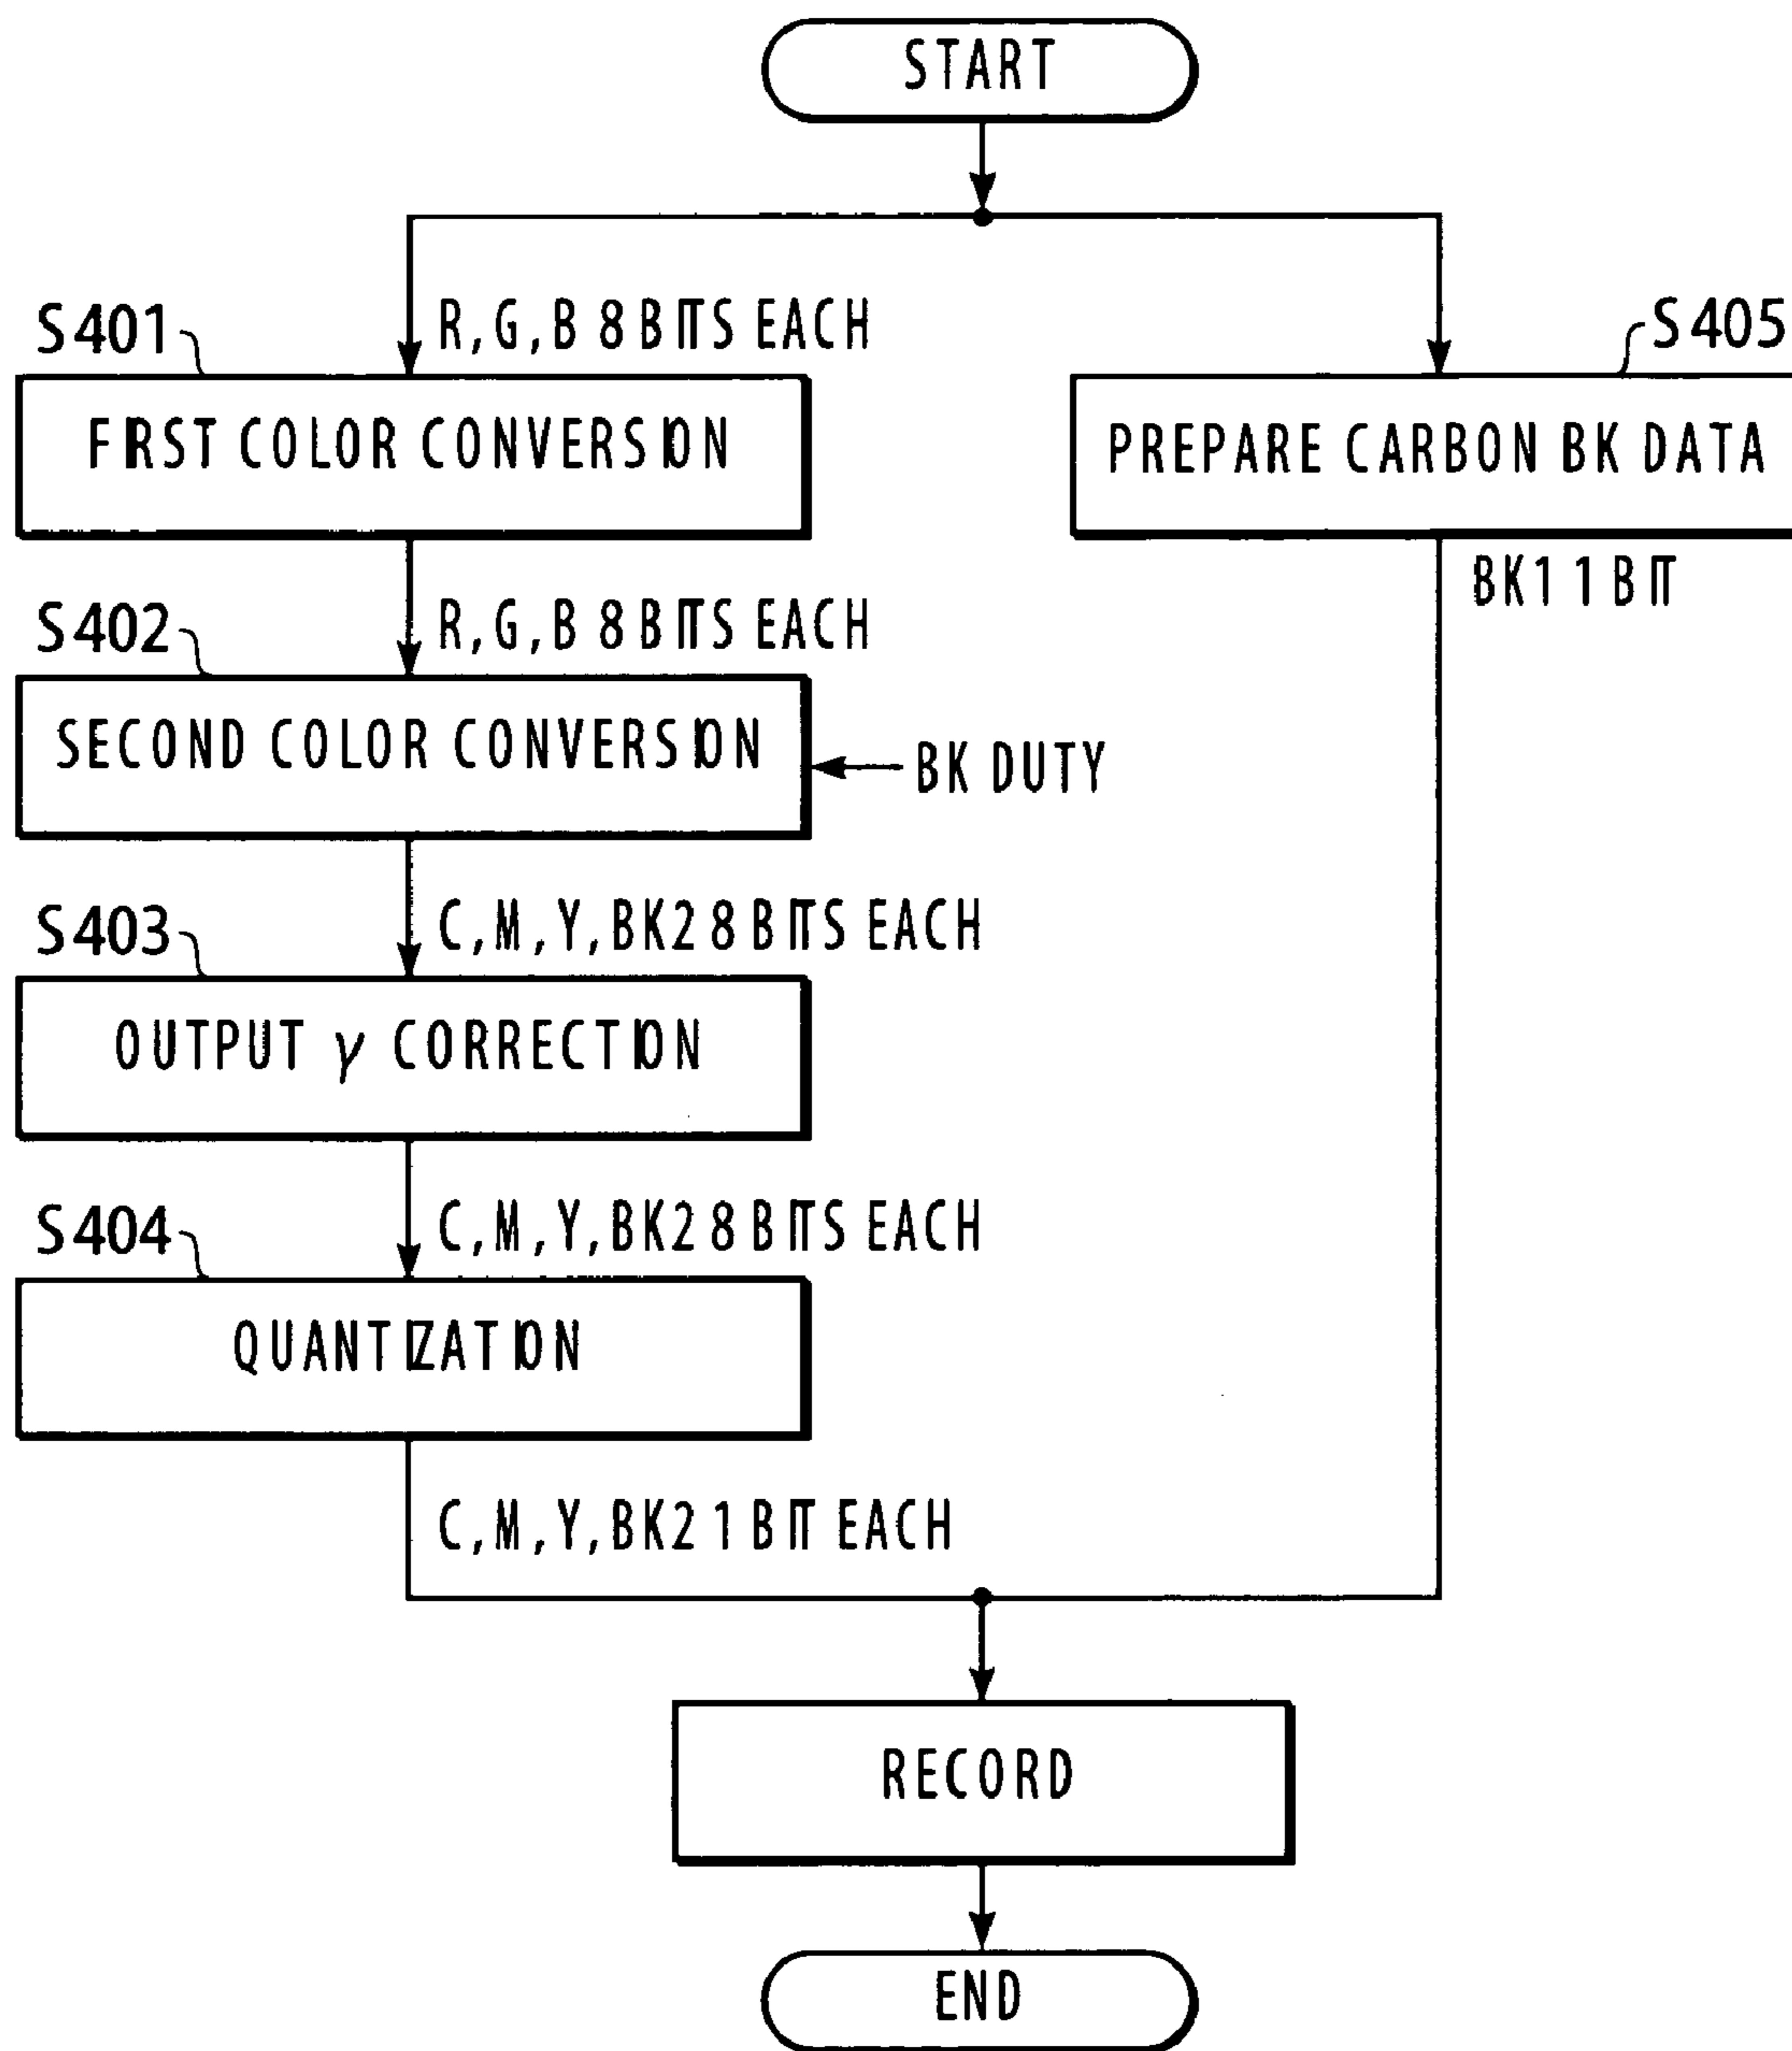 START
R,G,B 8 BITS EACH
S401
S405
FIRST COLOR CONVERSION
PREPARE CARBON BK DATA
BK1 1 BIT
R,G,B 8 BITS EACH
S402
SECOND COLOR CONVERSION
BK DUTY
C,M,Y,BK2 8 BITS EACH
S403
OUTPUT γ CORRECTION
C,M,Y,BK2 8 BITS EACH
S404
QUANTIZATION
C,M,Y,BK2 1 BIT EACH
RECORD
END